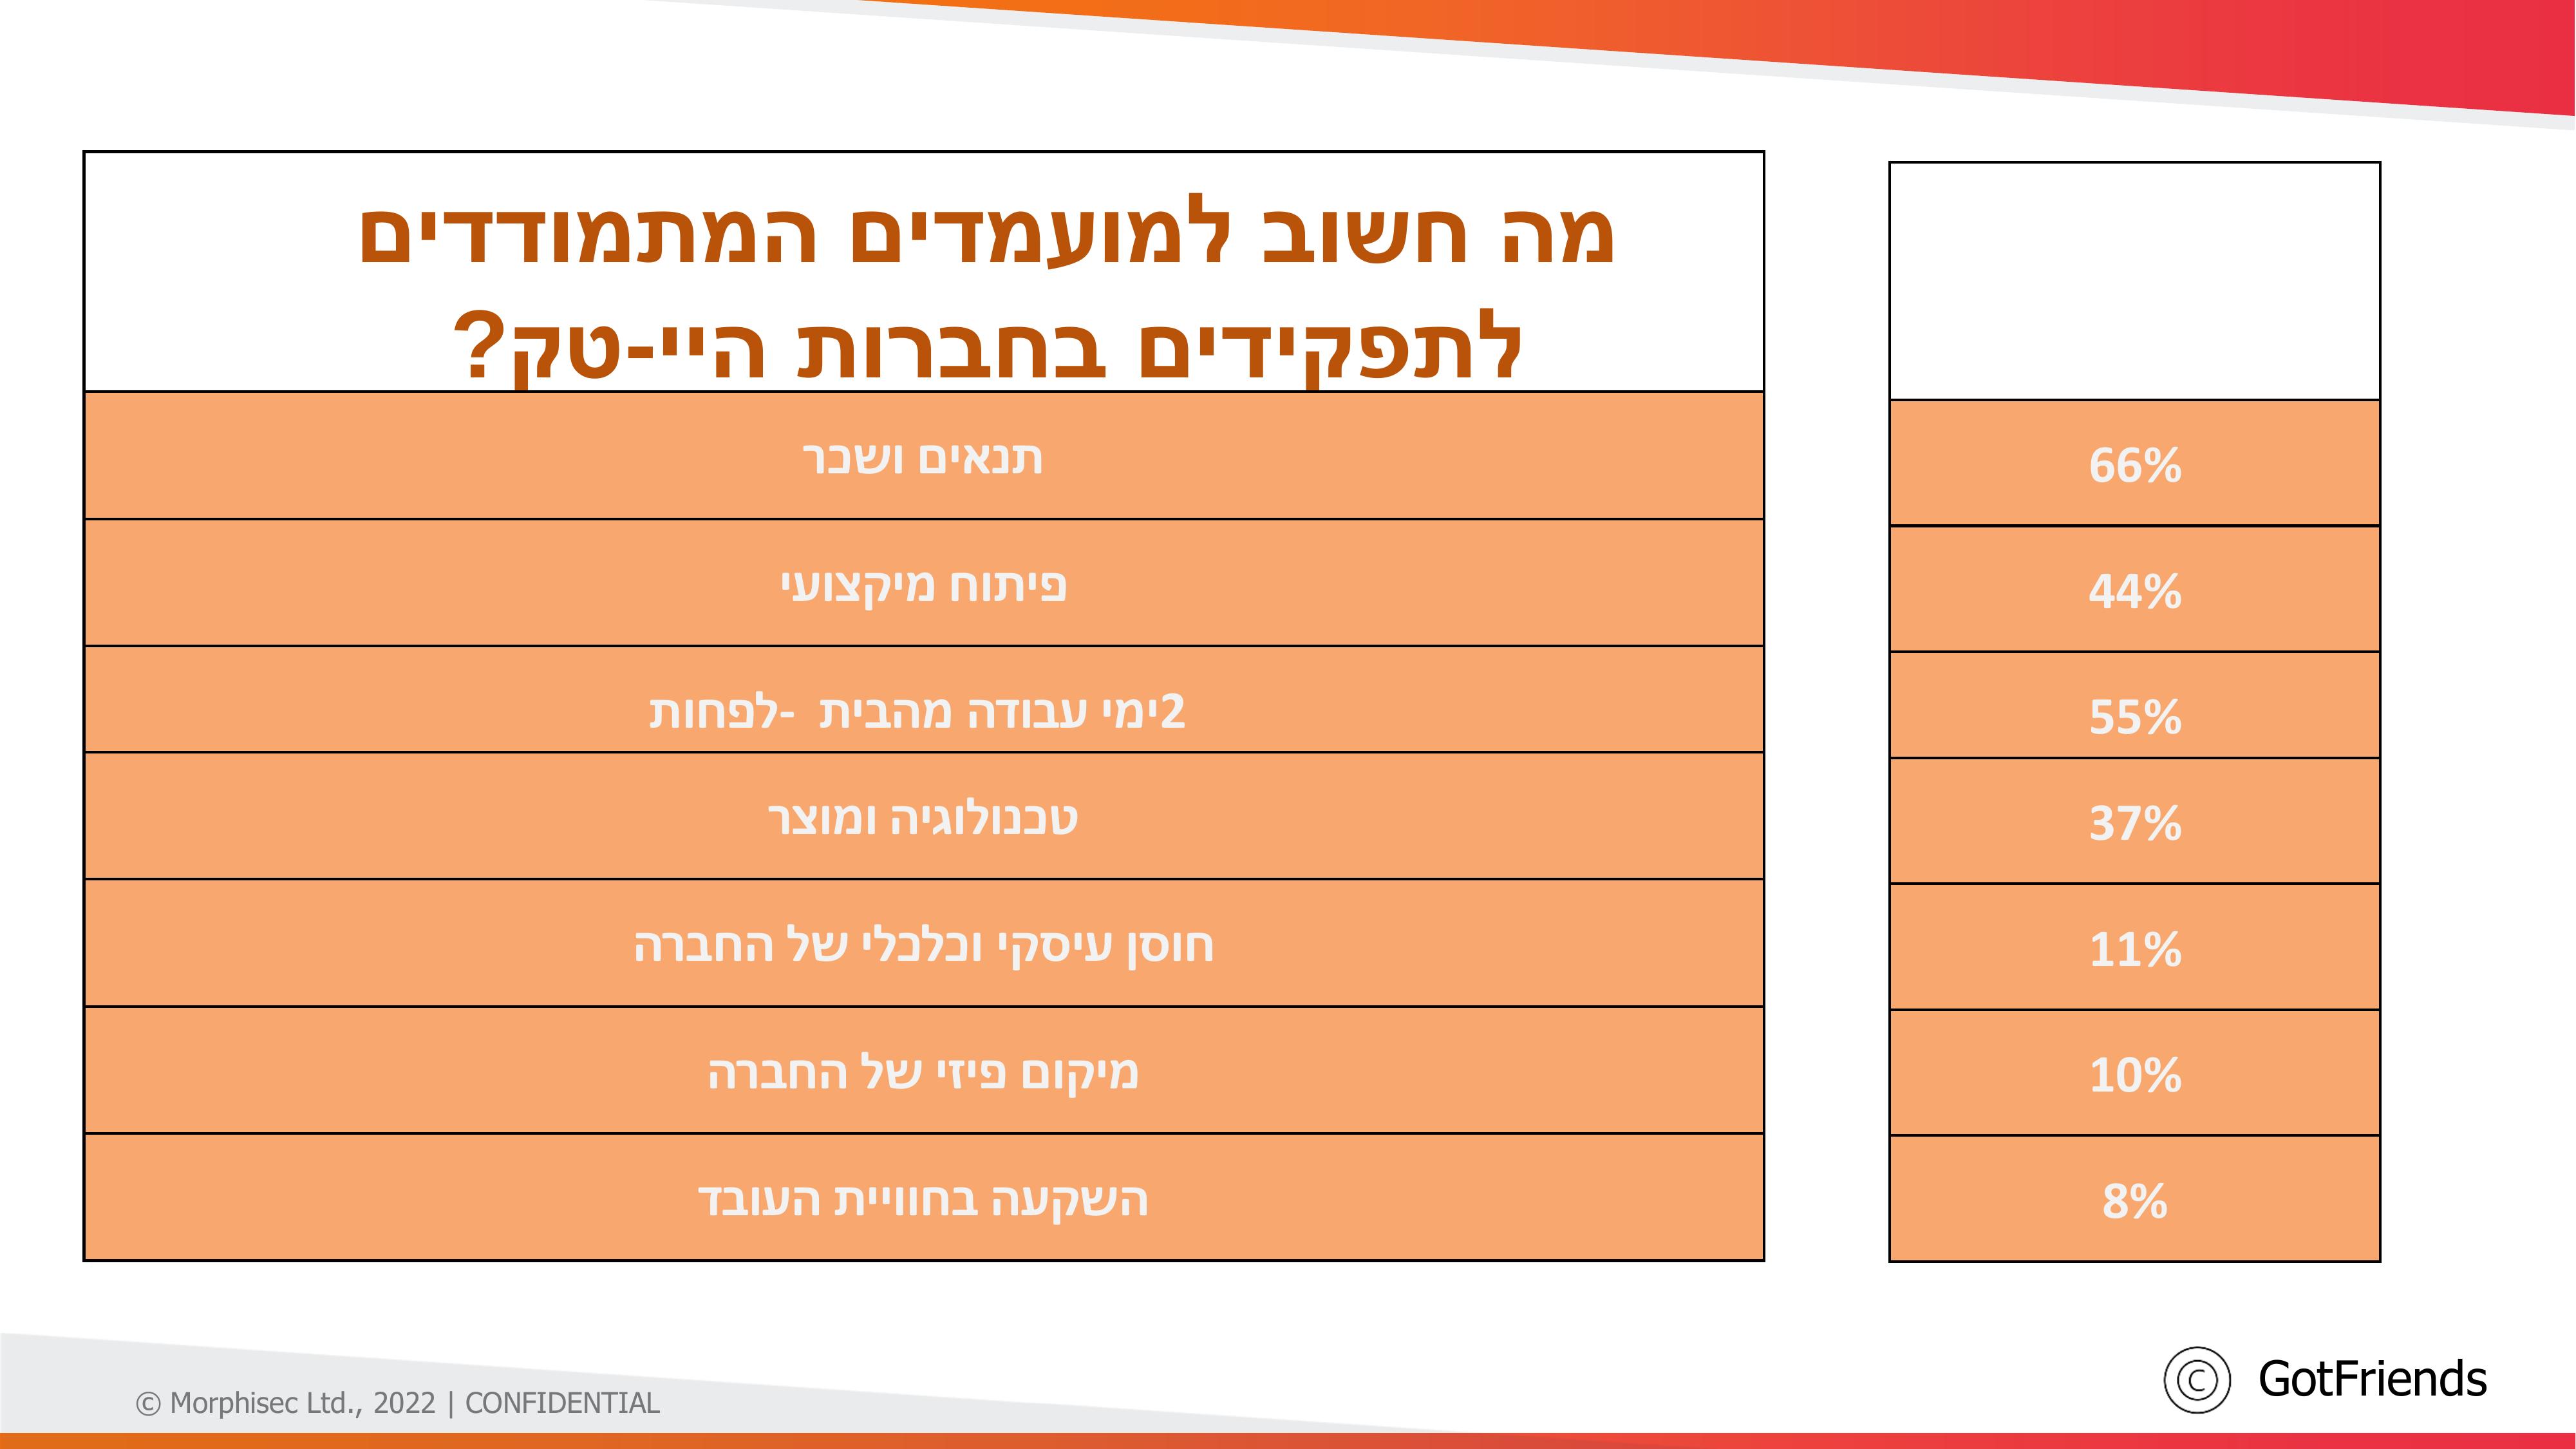 מה חשוב למועמדים המתמודדים
לתפקידים בחברות היי-טק?
תנאים ושכר
66%
פיתוח מיקצועי
44%
2ימי עבודה מהבית -לפחות
55%
טכנולוגיה ומוצר
37%
חוסן עיסקי וכלכלי של החברה
11%
מיקום פיזי של החברה
10%
השקעה בחוויית העובד
8%
© Morphisec Ltd., 2022 | CONFIDENTIAL
© GotFriends